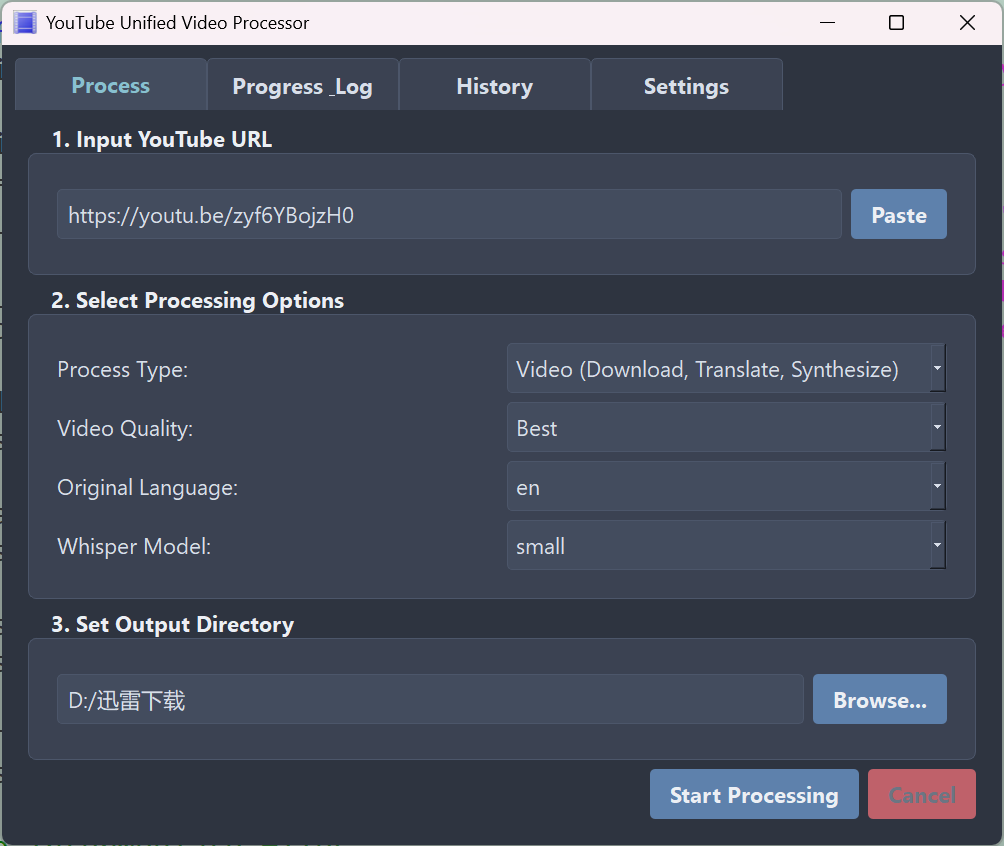 YouTube Unified Video Processor
Process
Progress _Log
History
Settings
1. Input YouTube URL
https://youtu.be/zyf6YBojzH0
Paste
2. Select Processing Options
Process Type:
Video (Download, Translate, Synthesize)
Video Quality:
Best
Original Language:
en
Whisper Model:
small
3. Set Output Directory
D:/迅雷下载
Browse...
Start Processing
Cancel